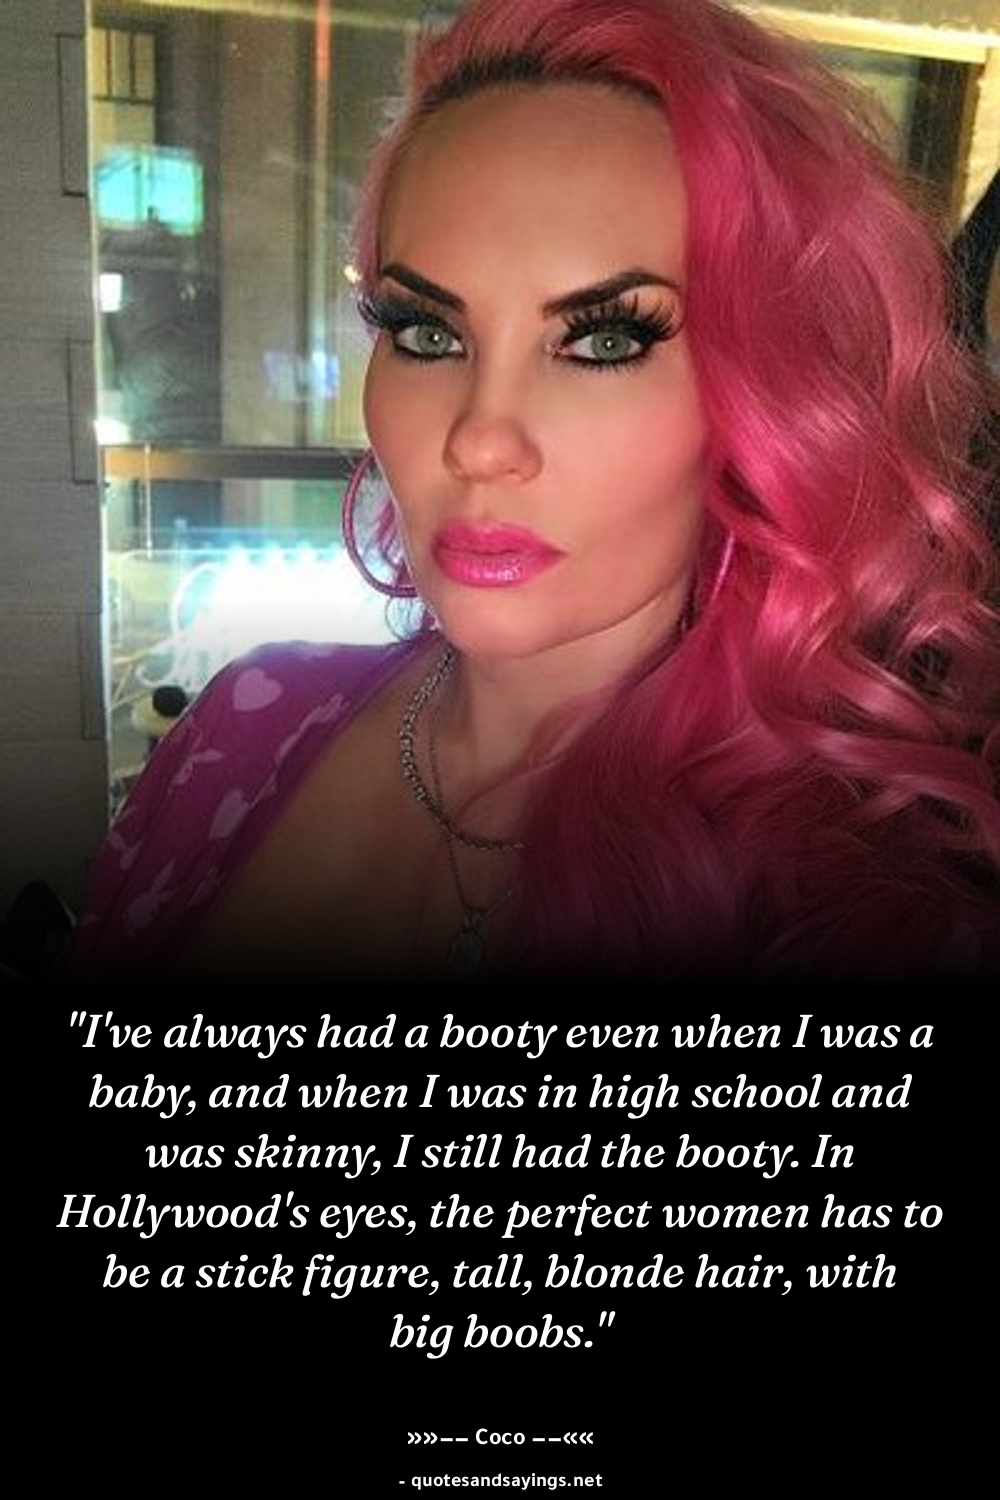 "I've always had a booty even when I was a
baby, and when I was in high school and
was skinny, I still had the booty. In
Hollywood's eyes, the perfect women has to
be a stick figure, tall, blonde hair, with
big boobs."
»»−− Coco −−««
- quotesandsayings.net